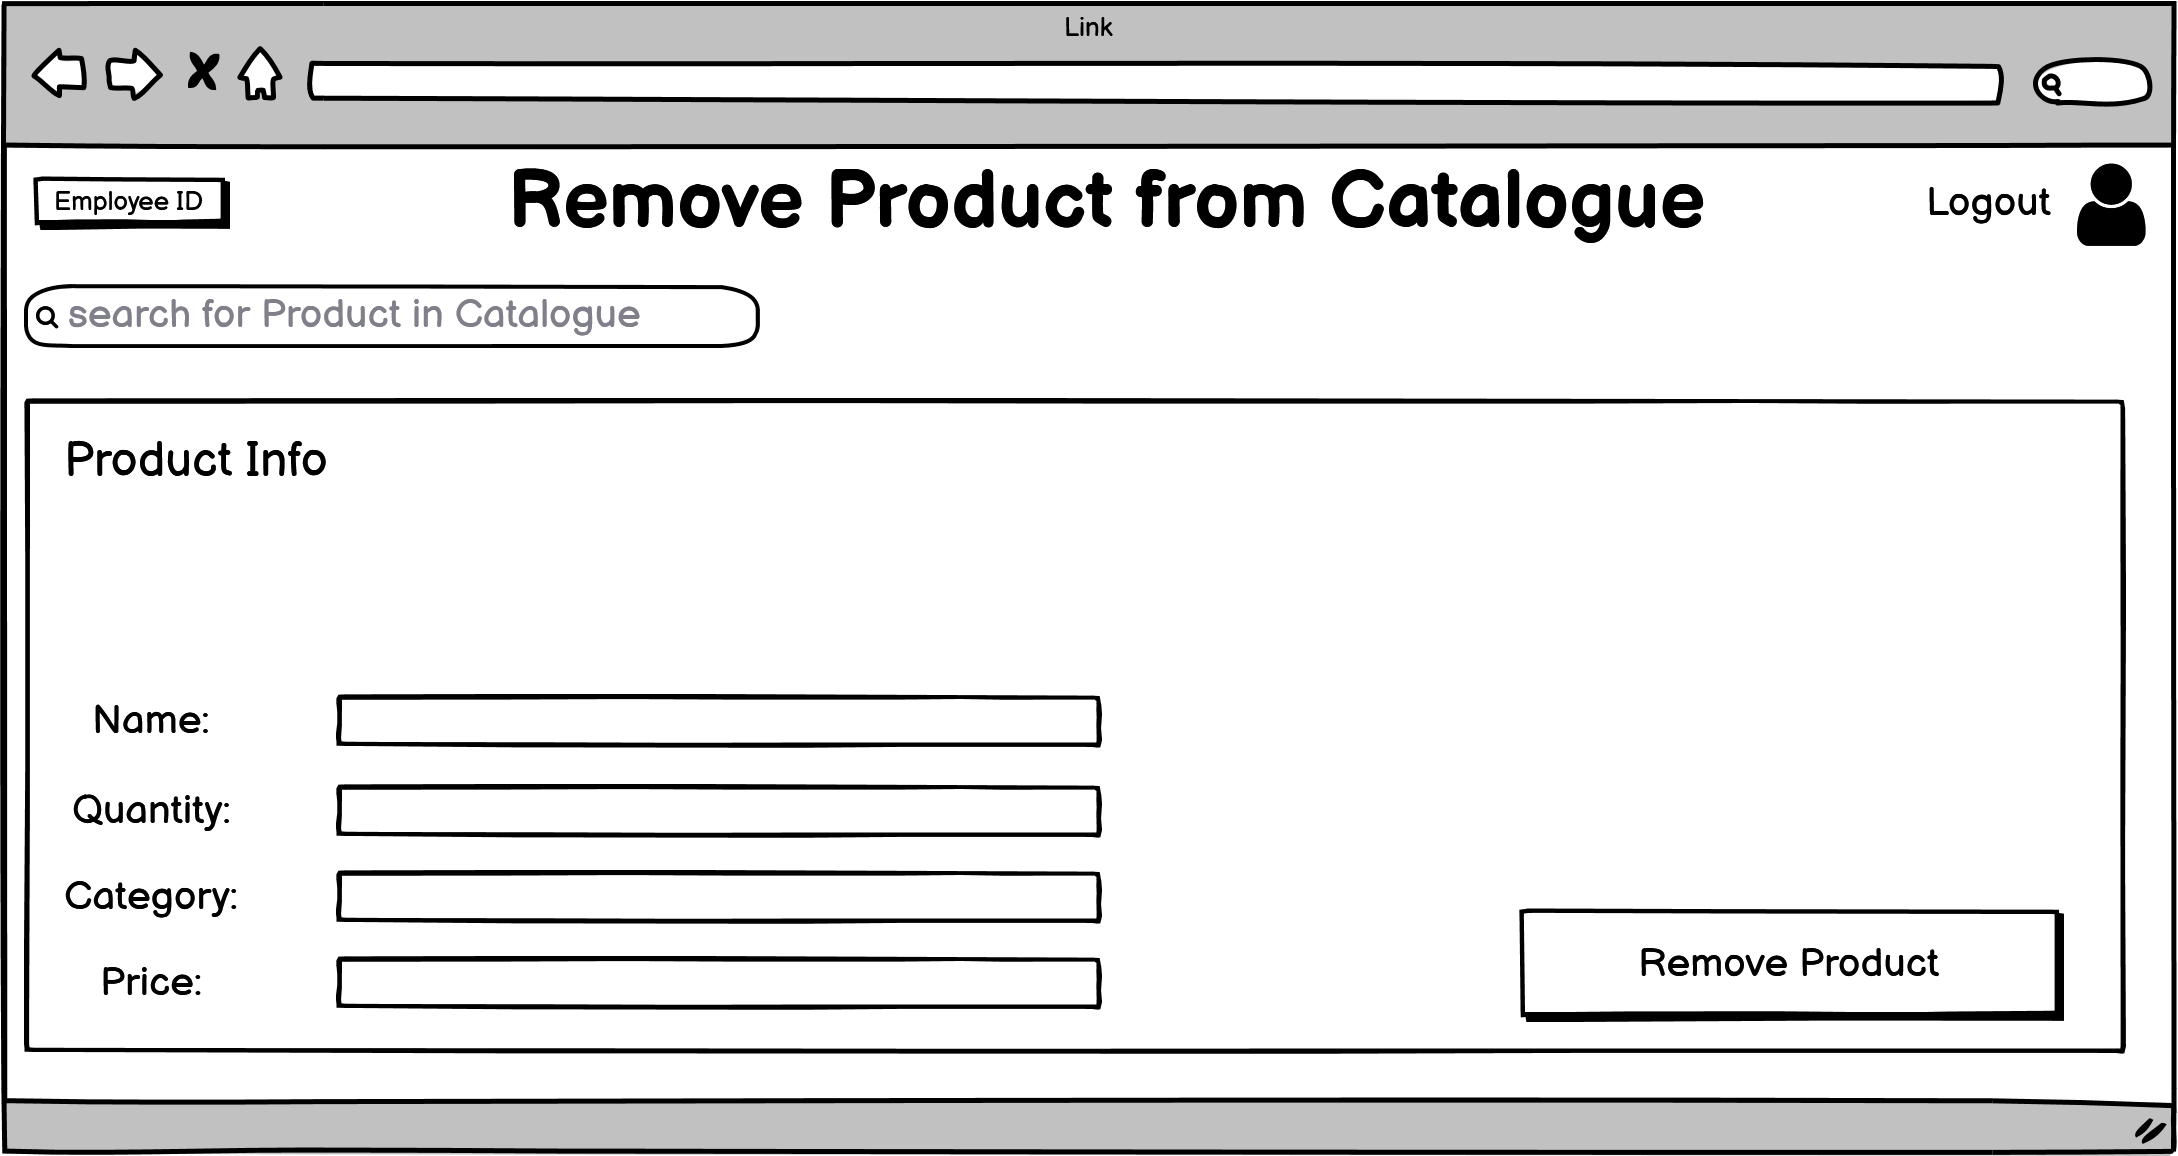 Link
Employee ID
Remove Product from Catalogue
Logout
search for Product in Catalogue
Product Info
Name:
Quantity:
Category:
Price:
Remove Product